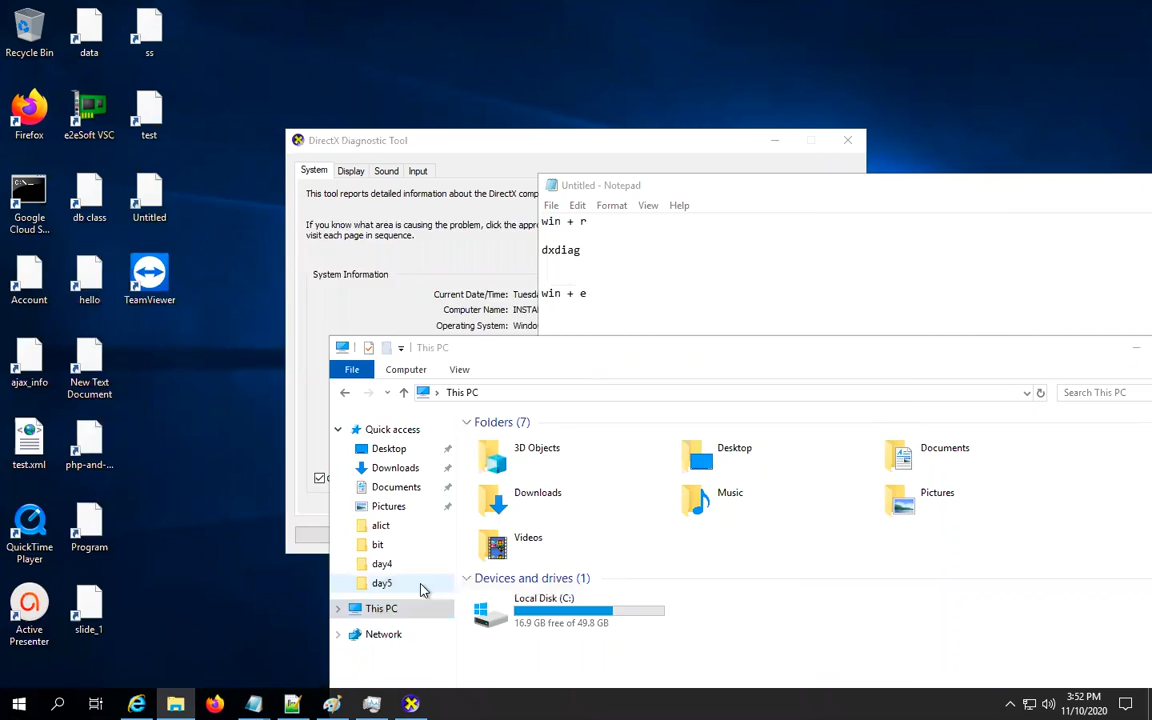 Recycle Bin
data
ss
Firefox
e2eSoft VSC
test
Google
Cloud S...
db class
Untitled
Account
hello
TeamViewer
ajax_info
New Text
Document
test.xml
php-and-...
QuickTime
Player
Program
Active
Presenter
slide_1
DirectX Diagnostic Tool
System
Display
Sound
Input
This tool reports detailed information about the DirectX comp
If you know what area is causing the problem, click the appro
visit each page in sequence.
System Information
Current Date/Time: Tuesda
Computer Name: INSTA
Operating System: Windo
Untitled - Notepad
File Edit Format View Help
win + r
dxdiag
win + e
This PC
File Computer View
This PC
Search This PC
Quick access
Desktop
Downloads
Documents
Pictures
alict
bit
day4
day5
This PC
Network
Folders (7)
3D Objects
Desktop
Documents
Downloads
Music
Pictures
Videos
Devices and drives (1)
Local Disk (C:)
16.9 GB free of 49.8 GB
3:52 PM
11/10/2020